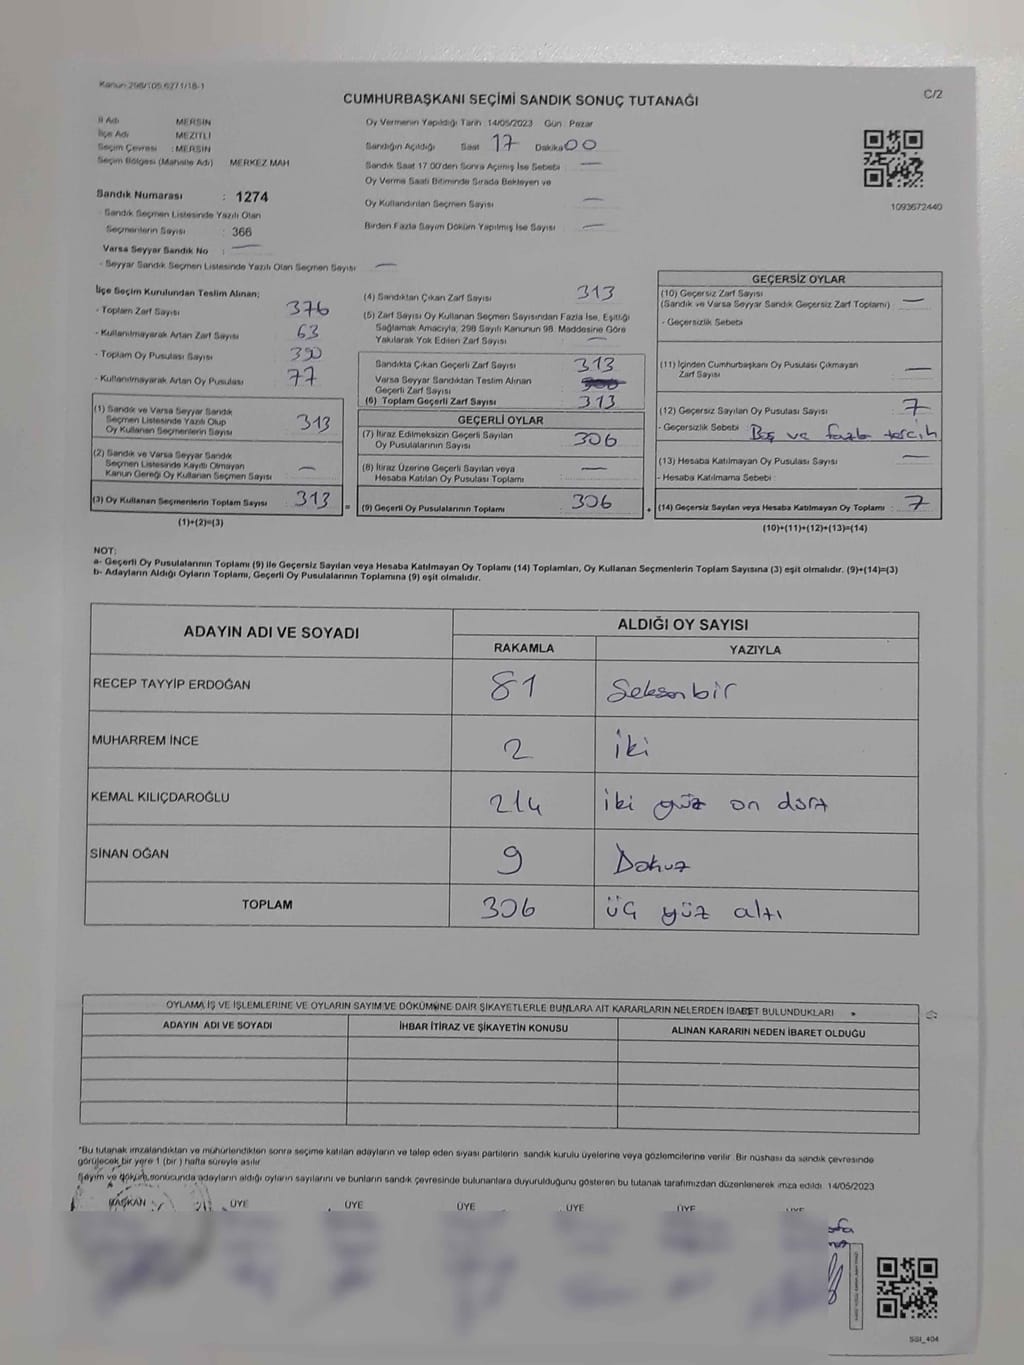 Kanun 298/105,6271/18-1
C/2
CUMHURBAŞKANI SEÇİMİ SANDIK SONUÇ TUTANAĞI
İl Adı MERSİN
İlçe Adı MEZİTLİ
Seçim Çevresi : MERSİN
Seçim Bölgesi (Mahalle Adı) MERKEZ MAH
Sandık Numarası : 1274
- Sandık Seçmen Listesinde Yazılı Olan
Seçmenlerin Sayısı : 366
Varsa Seyyar Sandık No : —
- Seyyar Sandık Seçmen Listesinde Yazılı Olan Seçmen Sayısı —
Oy Vermenin Yapıldığı Tarih :14/05/2023 Gün : Pazar
Sandığın Açıldığı Saat 17 Dakika 00
Sandık Saat 17:00'den Sonra Açılmış İse Sebebi : —
Oy Verme Saati Bitiminde Sırada Bekleyen ve
Oy Kullandırılan Seçmen Sayısı —
Birden Fazla Sayım Döküm Yapılmış İse Sayısı —
1093672440
İlçe Seçim Kurulundan Teslim Alınan;
- Toplam Zarf Sayısı 376
- Kullanılmayarak Artan Zarf Sayısı 63
- Toplam Oy Pusulası Sayısı 390
- Kullanılmayarak Artan Oy Pusulası 77
(1) Sandık ve Varsa Seyyar Sandık
Seçmen Listesinde Yazılı Olup
Oy Kullanan Seçmenlerin Sayısı 313
(2) Sandık ve Varsa Seyyar Sandık
Seçmen Listesinde Kayıtlı Olmayan
Kanun Gereği Oy Kullanan Seçmen Sayısı —
(3) Oy Kullanan Seçmenlerin Toplam Sayısı 313 =
(1)+(2)=(3)
(4) Sandıktan Çıkan Zarf Sayısı 313
(5) Zarf Sayısı Oy Kullanan Seçmen Sayısından Fazla İse, Eşitliği
Sağlamak Amacıyla; 298 Sayılı Kanunun 98. Maddesine Göre
Yakılarak Yok Edilen Zarf Sayısı —
Sandıkta Çıkan Geçerli Zarf Sayısı 313
Varsa Seyyar Sandıktan Teslim Alınan
Geçerli Zarf Sayısı
(6) Toplam Geçerli Zarf Sayısı 313
GEÇERLİ OYLAR
(7) İtiraz Edilmeksizin Geçerli Sayılan
Oy Pusulasının Sayısı 306
(8) İtiraz Üzerine Geçerli Sayılan veya
Hesaba Katılan Oy Pusulası Toplamı —
(9) Geçerli Oy Pusulalarının Toplamı 306 +
GEÇERSİZ OYLAR
(10) Geçersiz Zarf Sayısı
(Sandık ve Varsa Seyyar Sandık Geçersiz Zarf Toplamı) —
- Geçersizlik Sebebi
(11) İçinden Cumhurbaşkanı Oy Pusulası Çıkmayan
Zarf Sayısı —
(12) Geçersiz Sayılan Oy Pusulası Sayısı 7
- Geçersizlik Sebebi Boş ve fazla tercih
(13) Hesaba Katılmayan Oy Pusulası Sayısı —
- Hesaba Katılmama Sebebi :
(14) Geçersiz Sayılan veya Hesaba Katılmayan Oy Toplamı 7
(10)+(11)+(12)+(13)=(14)
NOT:
a- Geçerli Oy Pusulalarının Toplamı (9) ile Geçersiz Sayılan veya Hesaba Katılmayan Oy Toplamı (14) Toplamları, Oy Kullanan Seçmenlerin Toplam Sayısına (3) eşit olmalıdır. (9)+(14)=(3)
b- Adayların Aldığı Oyların Toplamı, Geçerli Oy Pusulalarının Toplamına (9) eşit olmalıdır.
ADAYIN ADI VE SOYADI ALDIĞI OY SAYISI
RAKAMLA YAZIYLA
RECEP TAYYİP ERDOĞAN 81 Seksenbir
MUHARREM İNCE 2 iki
KEMAL KILIÇDAROĞLU 214 iki yüz on dört
SİNAN OĞAN 9 Dokuz
TOPLAM 306 üç yüz altı
OYLAMA İŞ VE İŞLEMLERİNE VE OYLARIN SAYIM VE DÖKÜMÜNE DAİR ŞİKAYETLERLE BUNLARA AİT KARARLARIN NELERDEN İBARET BULUNDUKLARI
ADAYIN ADI VE SOYADI İHBAR İTİRAZ VE ŞİKAYETİN KONUSU ALINAN KARARIN NEDEN İBARET OLDUĞU
*Bu tutanak imzalandıktan ve mühürlendikten sonra seçime katılan adayların ve talep eden siyasi partilerin sandık kurulu üyelerine veya gözlemcilerine verilir. Bir nüshası da sandık çevresinde
görülecek bir yere 1 (bir ) hafta süreyle asılır.
Sayım ve döküm sonucunda adayların aldığı oyların sayılarını ve bunların sandık çevresinde bulunanlara duyurulduğunu gösteren bu tutanak tarafımızdan düzenlenerek imza edildi. 14/05/2023
BAŞKAN ÜYE ÜYE ÜYE ÜYE ÜYE ÜYE
SSI_404